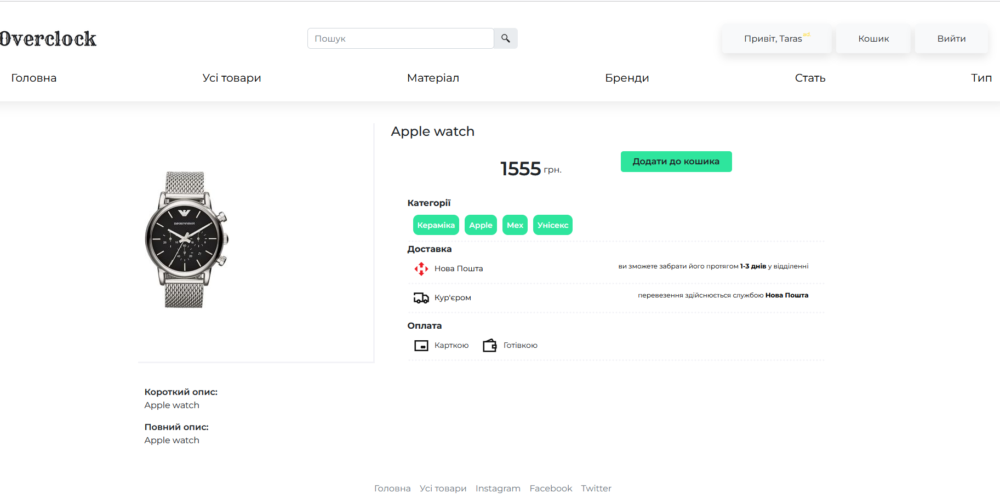 Overclock
Пошук
Привіт, Taras ad.
Кошик
Вийти
Головна
Усі товари
Матеріал
Бренди
Стать
Тип
Apple watch
1555 грн.
Додати до кошика
EMPORIO ARMANI
Категорії
Кераміка
Apple
Мех
Унісекс
Доставка
Нова Пошта
ви зможете забрати його протягом 1-3 днів у відділенні
Кур'єром
перевезення здійснюється службою Нова Пошта
Оплата
Карткою
Готівкою
Короткий опис:
Apple watch
Повний опис:
Apple watch
Головна Усі товари Instagram Facebook Twitter